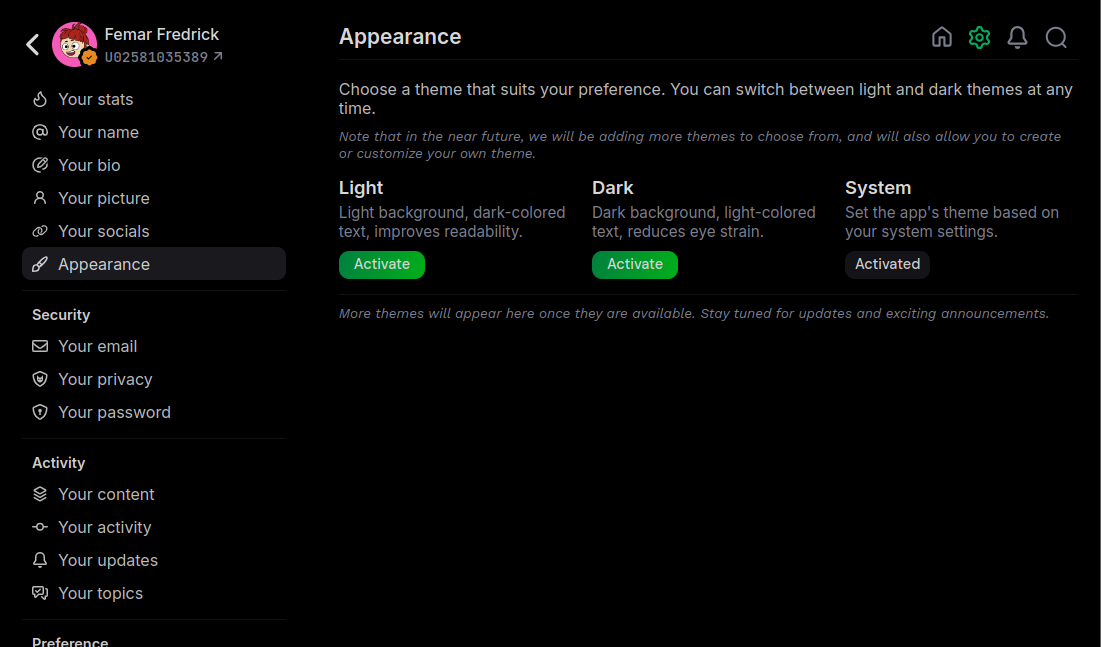 Femar Fredrick
U02581035389
Your stats
Your name
Your bio
Your picture
Your socials
Appearance
Security
Your email
Your privacy
Your password
Activity
Your content
Your activity
Your updates
Your topics
Preference
Appearance
Choose a theme that suits your preference. You can switch between light and dark themes at any
time.
Note that in the near future, we will be adding more themes to choose from, and will also allow you to create
or customize your own theme.
Light
Light background, dark-colored
text, improves readability.
Activate
Dark
Dark background, light-colored
text, reduces eye strain.
Activate
System
Set the app's theme based on
your system settings.
Activated
More themes will appear here once they are available. Stay tuned for updates and exciting announcements.